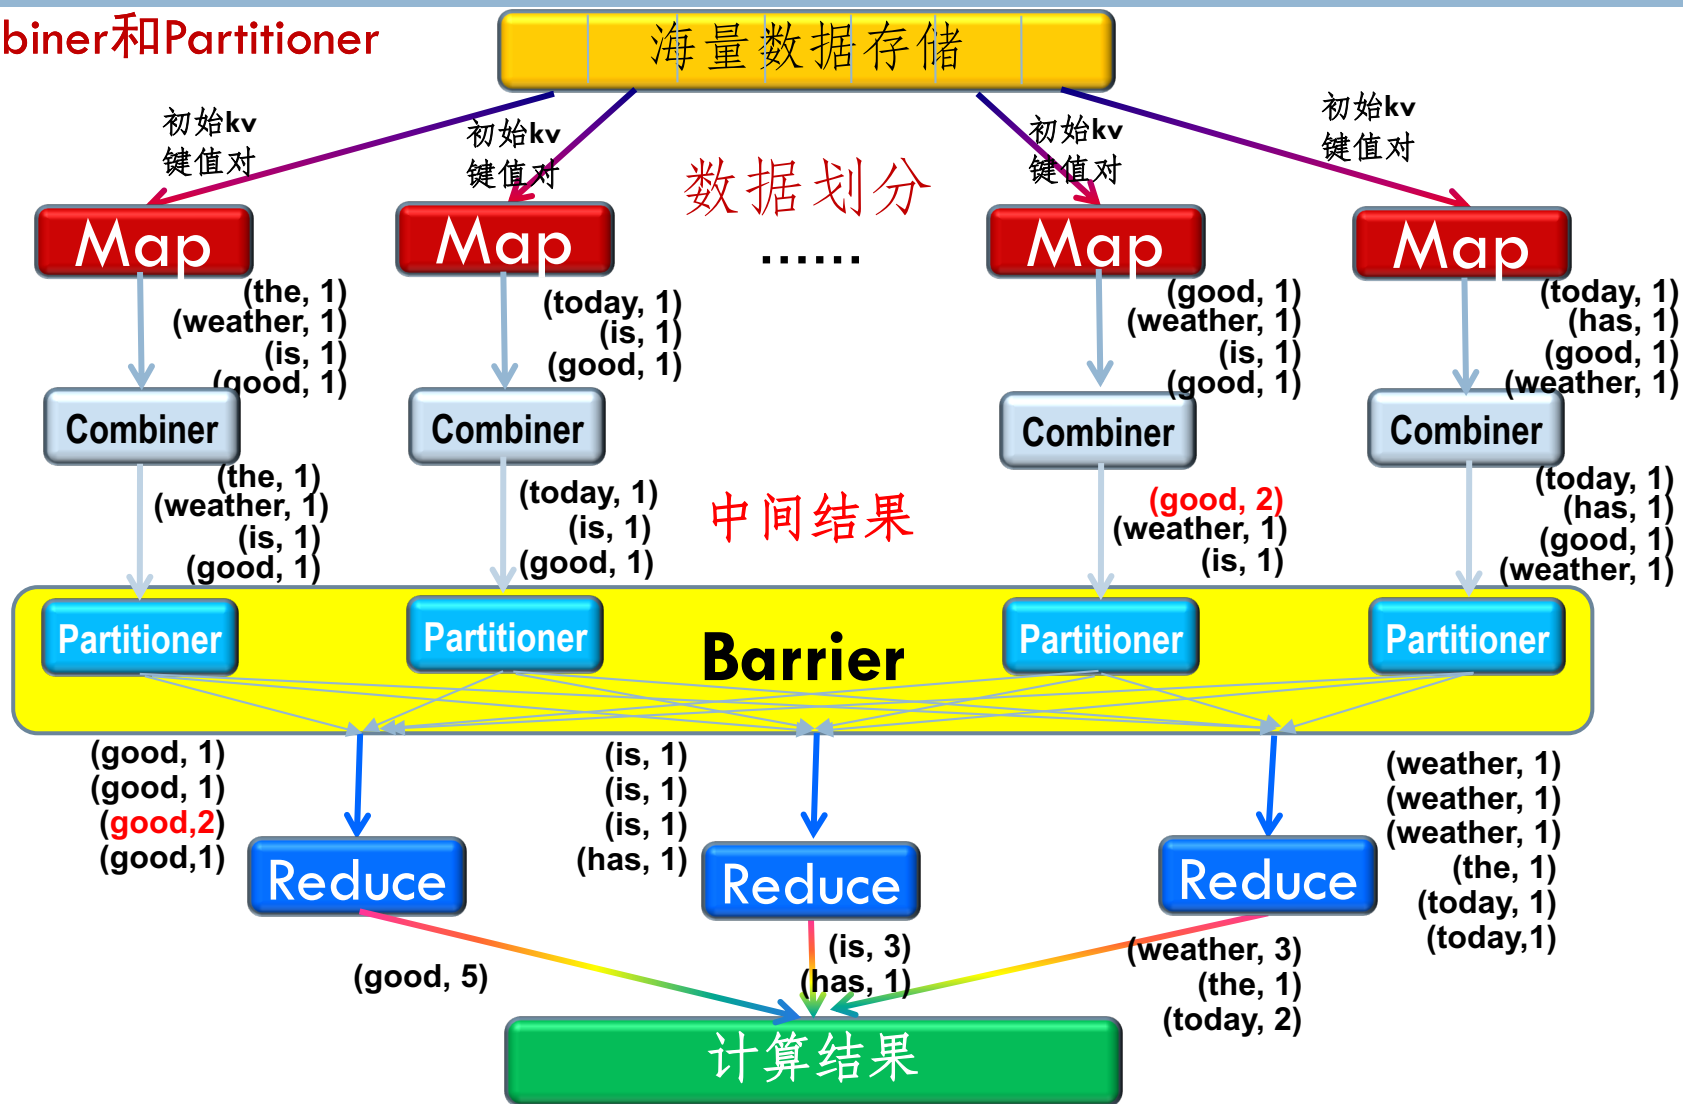 biner和Partitioner
海量数据存储
初始kv
键值对
初始kv
键值对
初始kv
键值对
初始kv
键值对
数据划分
Map
Map
......
Map
Map
(the, 1)
(weather, 1)
(is, 1)
(good, 1)
(today, 1)
(is, 1)
(good, 1)
(good, 1)
(weather, 1)
(is, 1)
(good, 1)
(today, 1)
(has, 1)
(good, 1)
(weather, 1)
Combiner
Combiner
Combiner
Combiner
(the, 1)
(weather, 1)
(is, 1)
(good, 1)
(today, 1)
(is, 1)
(good, 1)
中间结果
(good, 2)
(weather, 1)
(is, 1)
(today, 1)
(has, 1)
(good, 1)
(weather, 1)
Partitioner
Partitioner
Barrier
Partitioner
Partitioner
(good, 1)
(good, 1)
(good,2)
(good,1)
(is, 1)
(is, 1)
(is, 1)
(has, 1)
(weather, 1)
(weather, 1)
(weather, 1)
(the, 1)
(today, 1)
(today,1)
Reduce
Reduce
Reduce
(good, 5)
(is, 3)
(has, 1)
(weather, 3)
(the, 1)
(today, 2)
计算结果